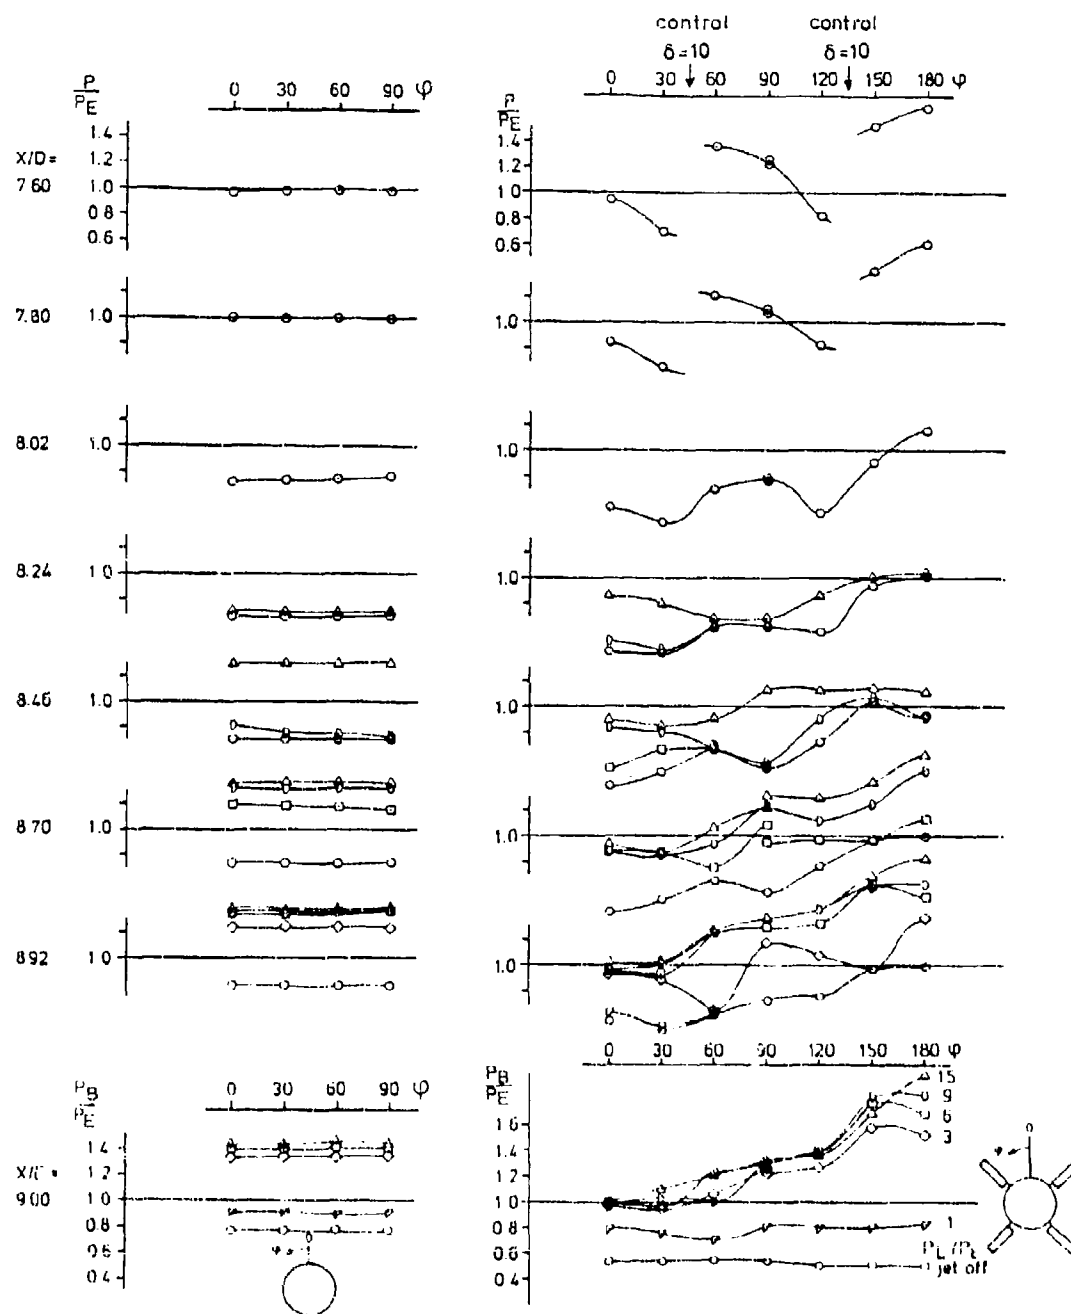 control control
δ=10 δ=10
P/PE 0 30 60 90 φ
P/PE 0 30 60 90 120 150 180 φ
X/D=
7.60 1.4 1.2 1.0 0.8 0.6
1.4 1.2 1.0 0.8 0.6
7.80 1.0 1.0
8.02 1.0 1.0
8.24 1.0 1.0
8.46 1.0 1.0
8.70 1.0 1.0
8.92 1.0 1.0
PB/PE 0 30 60 90 φ
PB/PE 0 30 60 90 120 150 180 φ
9.00 1.4 1.2 1.0 0.8 0.6 0.4
1.6 1.4 1.2 1.0 0.8 0.6 0.4
15
9
6
3
1
jet off
φ 0
φ 0